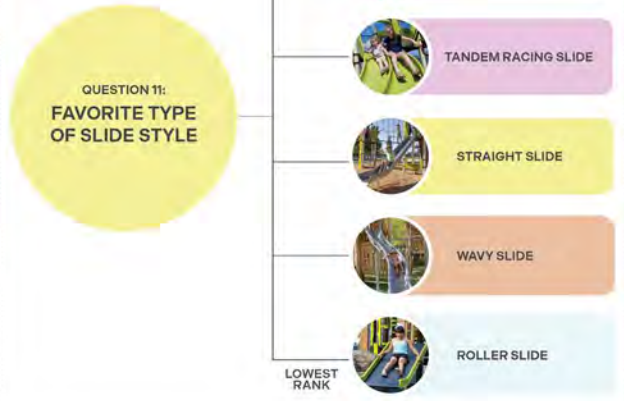 QUESTION 11:
FAVORITE TYPE
OF SLIDE STYLE
TANDEM RACING SLIDE
STRAIGHT SLIDE
WAVY SLIDE
ROLLER SLIDE
LOWEST
RANK